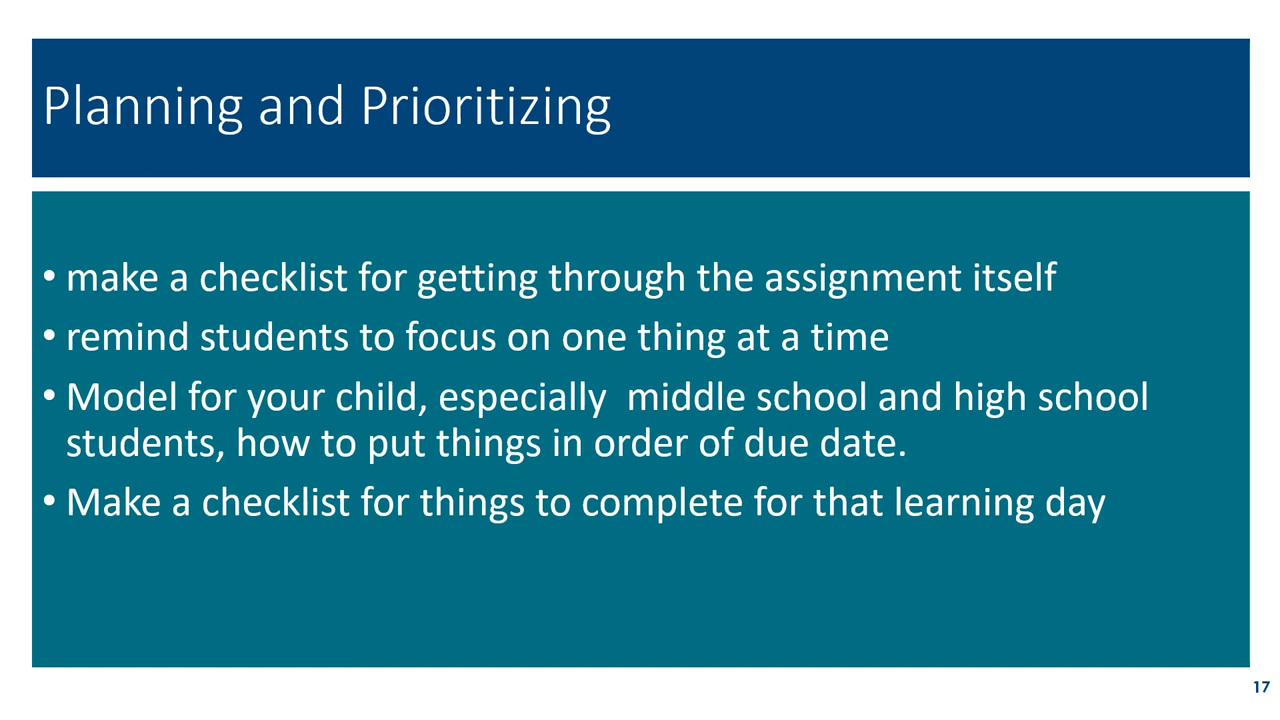 Planning and Prioritizing
• make a checklist for getting through the assignment itself
• remind students to focus on one thing at a time
• Model for your child, especially  middle school and high school
students, how to put things in order of due date.
• Make a checklist for things to complete for that learning day
17